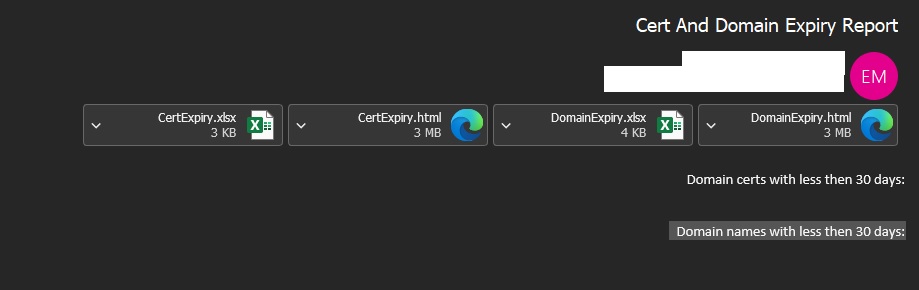 Cert And Domain Expiry Report
EM
DomainExpiry.html
3 MB
DomainExpiry.xlsx
4 KB
CertExpiry.html
3 MB
CertExpiry.xlsx
3 KB
Domain certs with less then 30 days:
Domain names with less then 30 days: